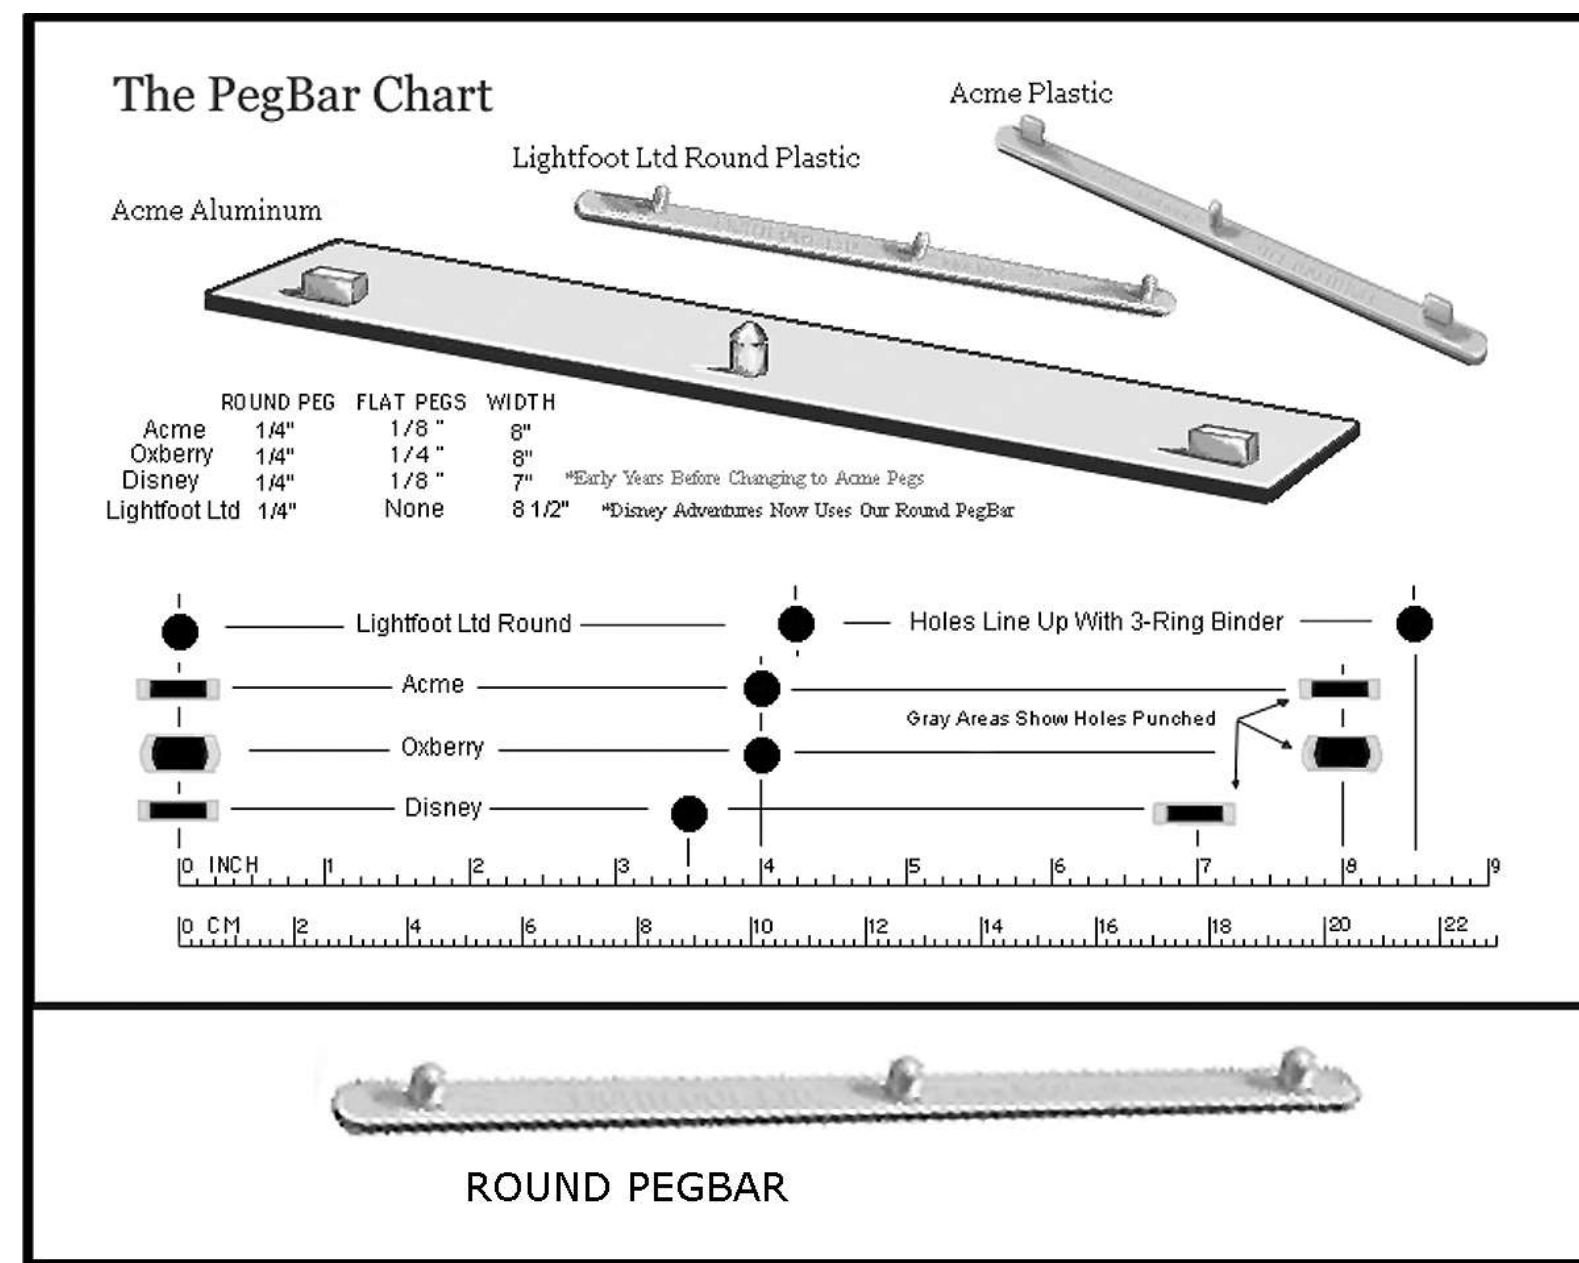 The PegBar Chart
Acme Plastic
Lightfoot Ltd Round Plastic
Acme Aluminum
ROUND PEG FLAT PEGS WIDTH
Acme 1/4" 1/8 " 8"
Oxberry 1/4" 1/4 " 8"
Disney 1/4" 1/8 " 7" *Early Years Before Changing to Acme Pegs
Lightfoot Ltd 1/4" None 8 1/2" *Disney Adventures Now Uses Our Round PegBar
Lightfoot Ltd Round Holes Line Up With 3-Ring Binder
Acme
Gray Areas Show Holes Punched
Oxberry
Disney
0 INCH 1 2 3 4 5 6 7 8 9
0 CM 2 4 6 8 10 12 14 16 18 20 22
ROUND PEGBAR